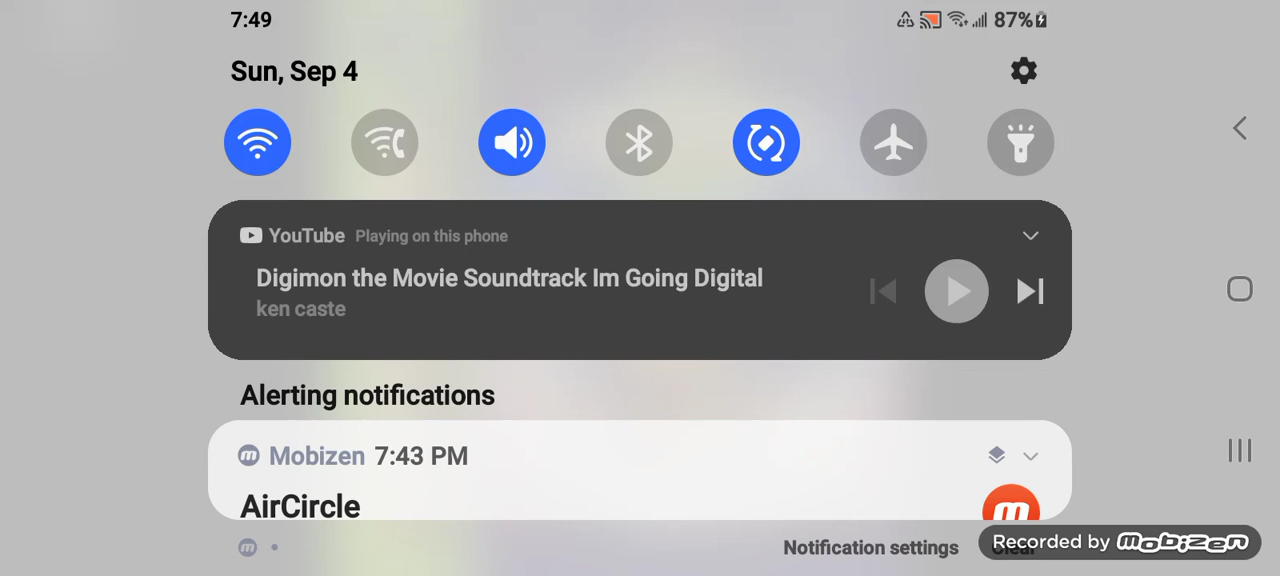 7:49
87%
Sun, Sep 4
YouTube Playing on this phone
Digimon the Movie Soundtrack Im Going Digital
ken caste
Alerting notifications
Mobizen 7:43 PM
AirCircle
m
Notification settings
Clear
Recorded by mobizen